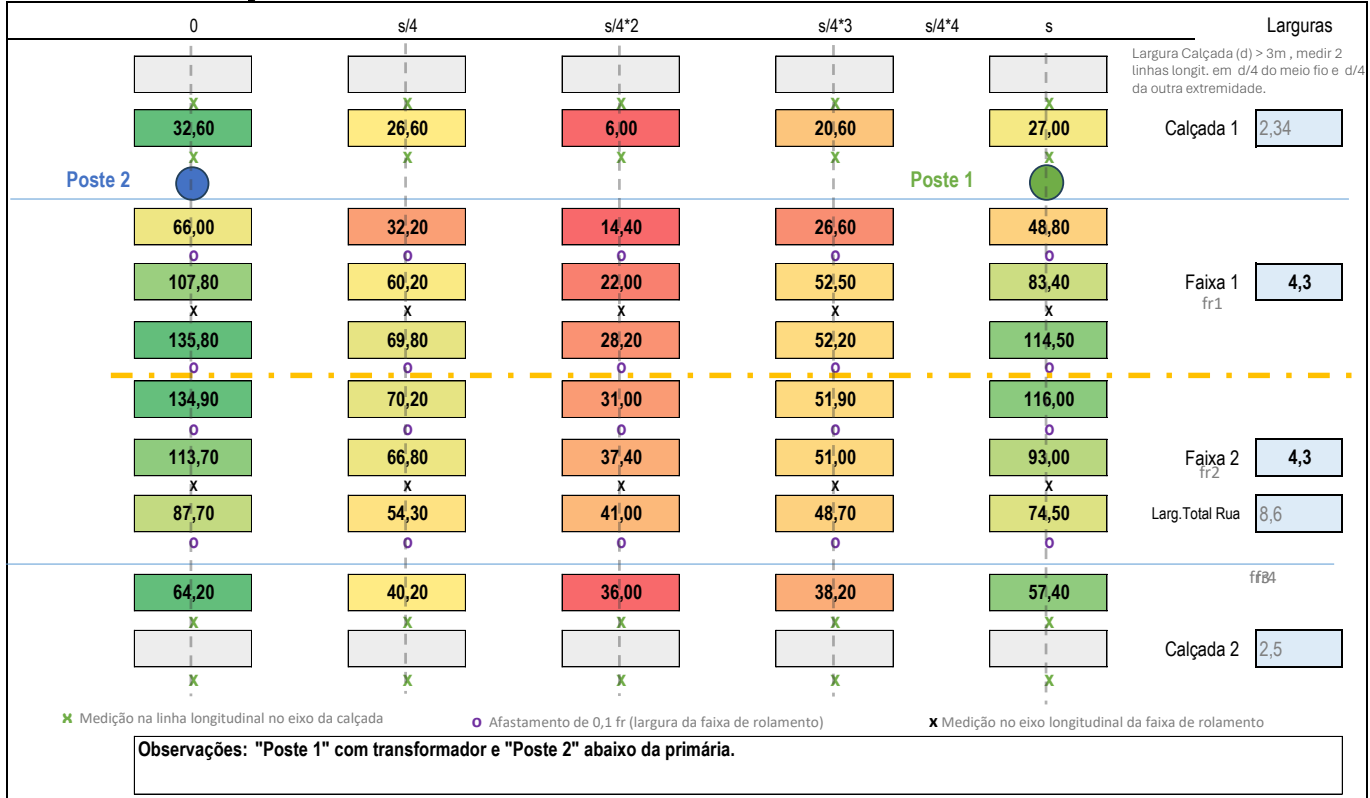 0 s/4 s/4*2 s/4*3 s/4*4 s Larguras
Largura Calçada (d) > 3m , medir 2
linhas longit. em d/4 do meio fio e d/4
da outra extremidade.
x x x x x
32,60 26,60 6,00 20,60 27,00 Calçada 1 2,34
x x x x x
Poste 2 Poste 1
66,00 32,20 14,40 26,60 48,80
o o o o o
107,80 60,20 22,00 52,50 83,40 Faixa 1 4,3
fr1
x x x x x
135,80 69,80 28,20 52,20 114,50
o o o o o
134,90 70,20 31,00 51,90 116,00
o o o o o
113,70 66,80 37,40 51,00 93,00 Faixa 2 4,3
fr2
x x x x x
87,70 54,30 41,00 48,70 74,50 Larg.Total Rua 8,6
o o o o o
64,20 40,20 36,00 38,20 57,40
x x x x x
Calçada 2 2,5
x x x x x
x Medição na linha longitudinal no eixo da calçada o Afastamento de 0,1 fr (largura da faixa de rolamento) x Medição no eixo longitudinal da faixa de rolamento
Observações: "Poste 1" com transformador e "Poste 2" abaixo da primária.